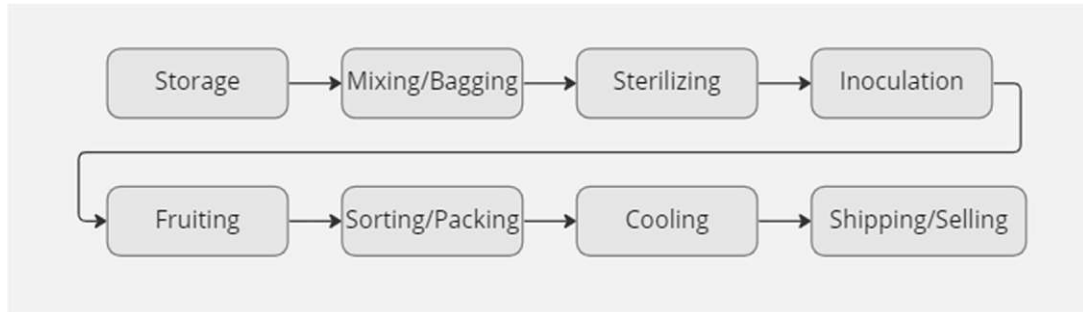 Storage
Mixing/Bagging
Sterilizing
Inoculation
Fruiting
Sorting/Packing
Cooling
Shipping/Selling